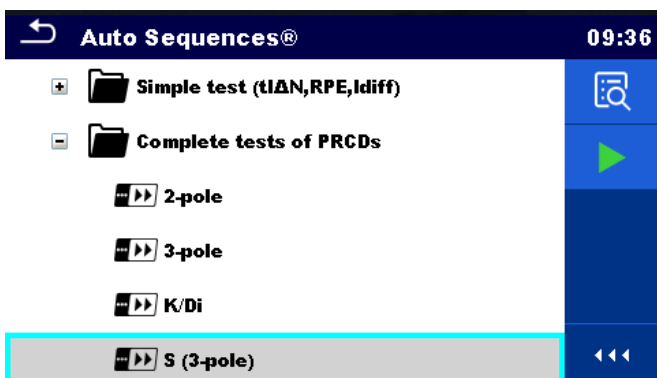 Auto Sequences® 09:36
Simple test (tIΔN,RPE,Idiff)
Complete tests of PRCDs
2-pole
3-pole
K/Di
S (3-pole)